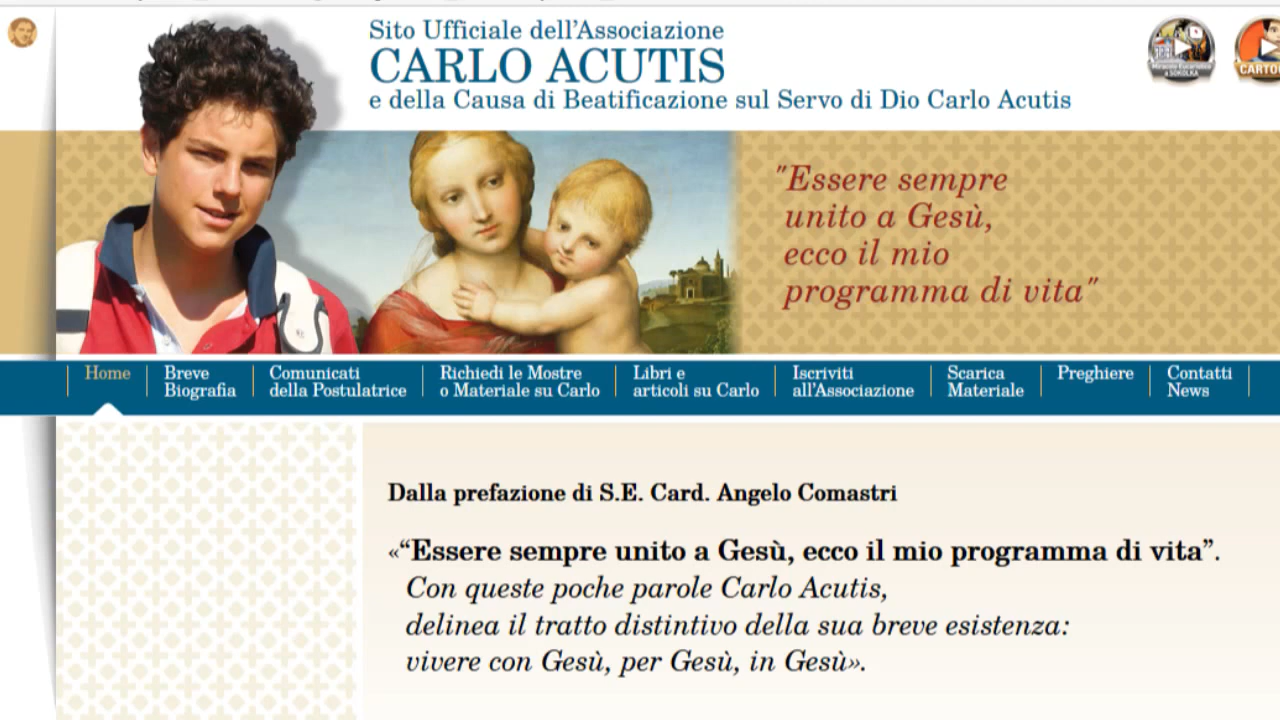 Sito Ufficiale dell'Associazione
CARLO ACUTIS
e della Causa di Beatificazione sul Servo di Dio Carlo Acutis
a SOKOLKA
"Essere sempre
unito a Gesù,
ecco il mio
programma di vita"
Home
Breve
Biografia
Comunicati
della Postulatrice
Richiedi le Mostre
o Materiale su Carlo
Libri e
articoli su Carlo
Iscriviti
all'Associazione
Scarica
Materiale
Preghiere
Contatti
News
Dalla prefazione di S.E. Card. Angelo Comastri
«“Essere sempre unito a Gesù, ecco il mio programma di vita”.
Con queste poche parole Carlo Acutis,
delinea il tratto distintivo della sua breve esistenza:
vivere con Gesù, per Gesù, in Gesù».